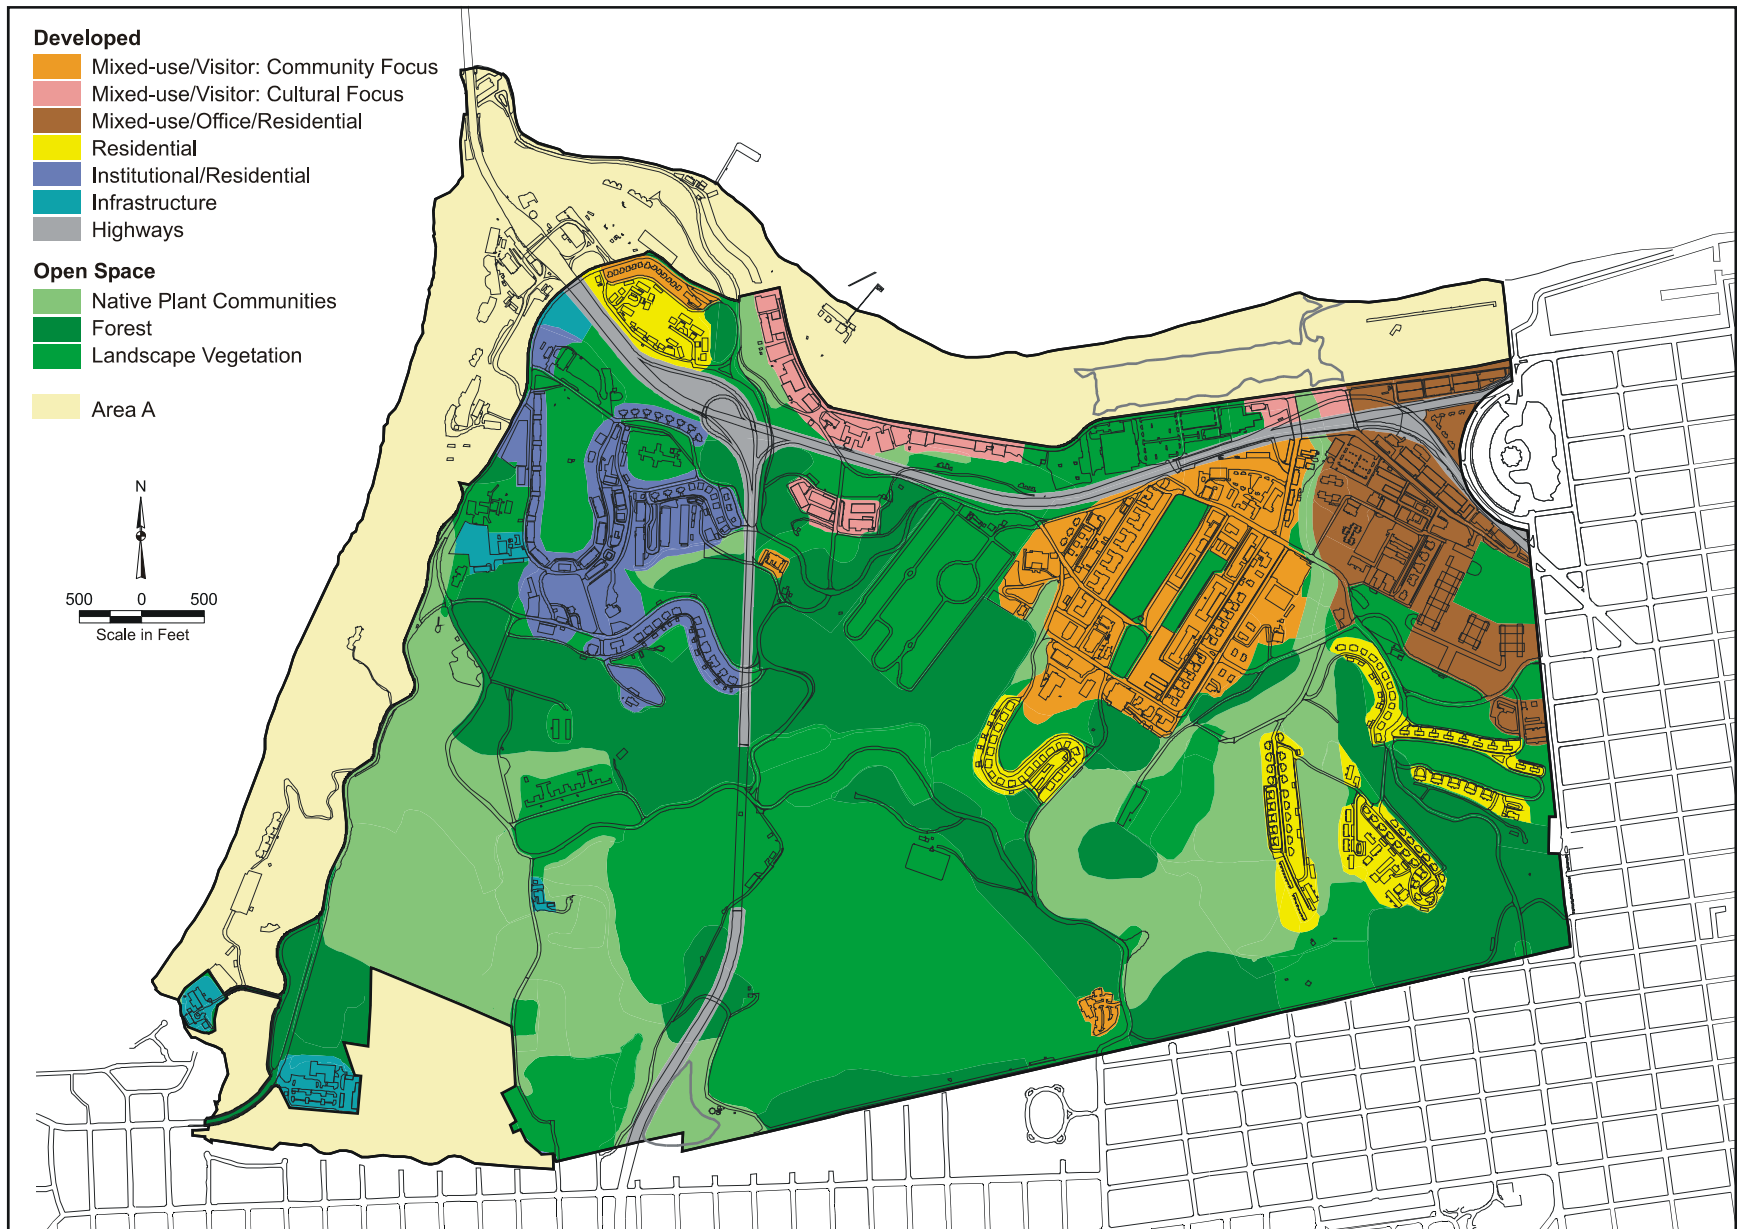 Developed
Mixed-use/Visitor: Community Focus
Mixed-use/Visitor: Cultural Focus
Mixed-use/Office/Residential
Residential
Institutional/Residential
Infrastructure
Highways
Open Space
Native Plant Communities
Forest
Landscape Vegetation
Area A
N
500 0 500
Scale in Feet